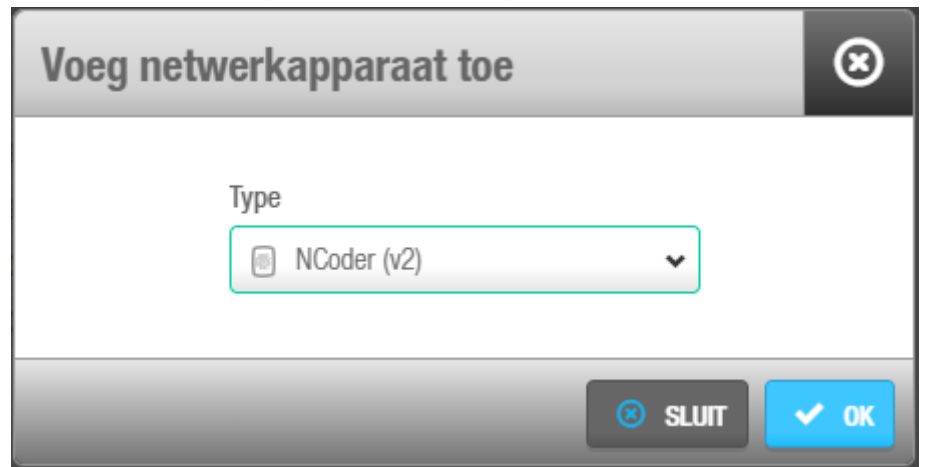 Voeg netwerkapparaat toe
Type
NCoder (v2)
SLUIT
OK